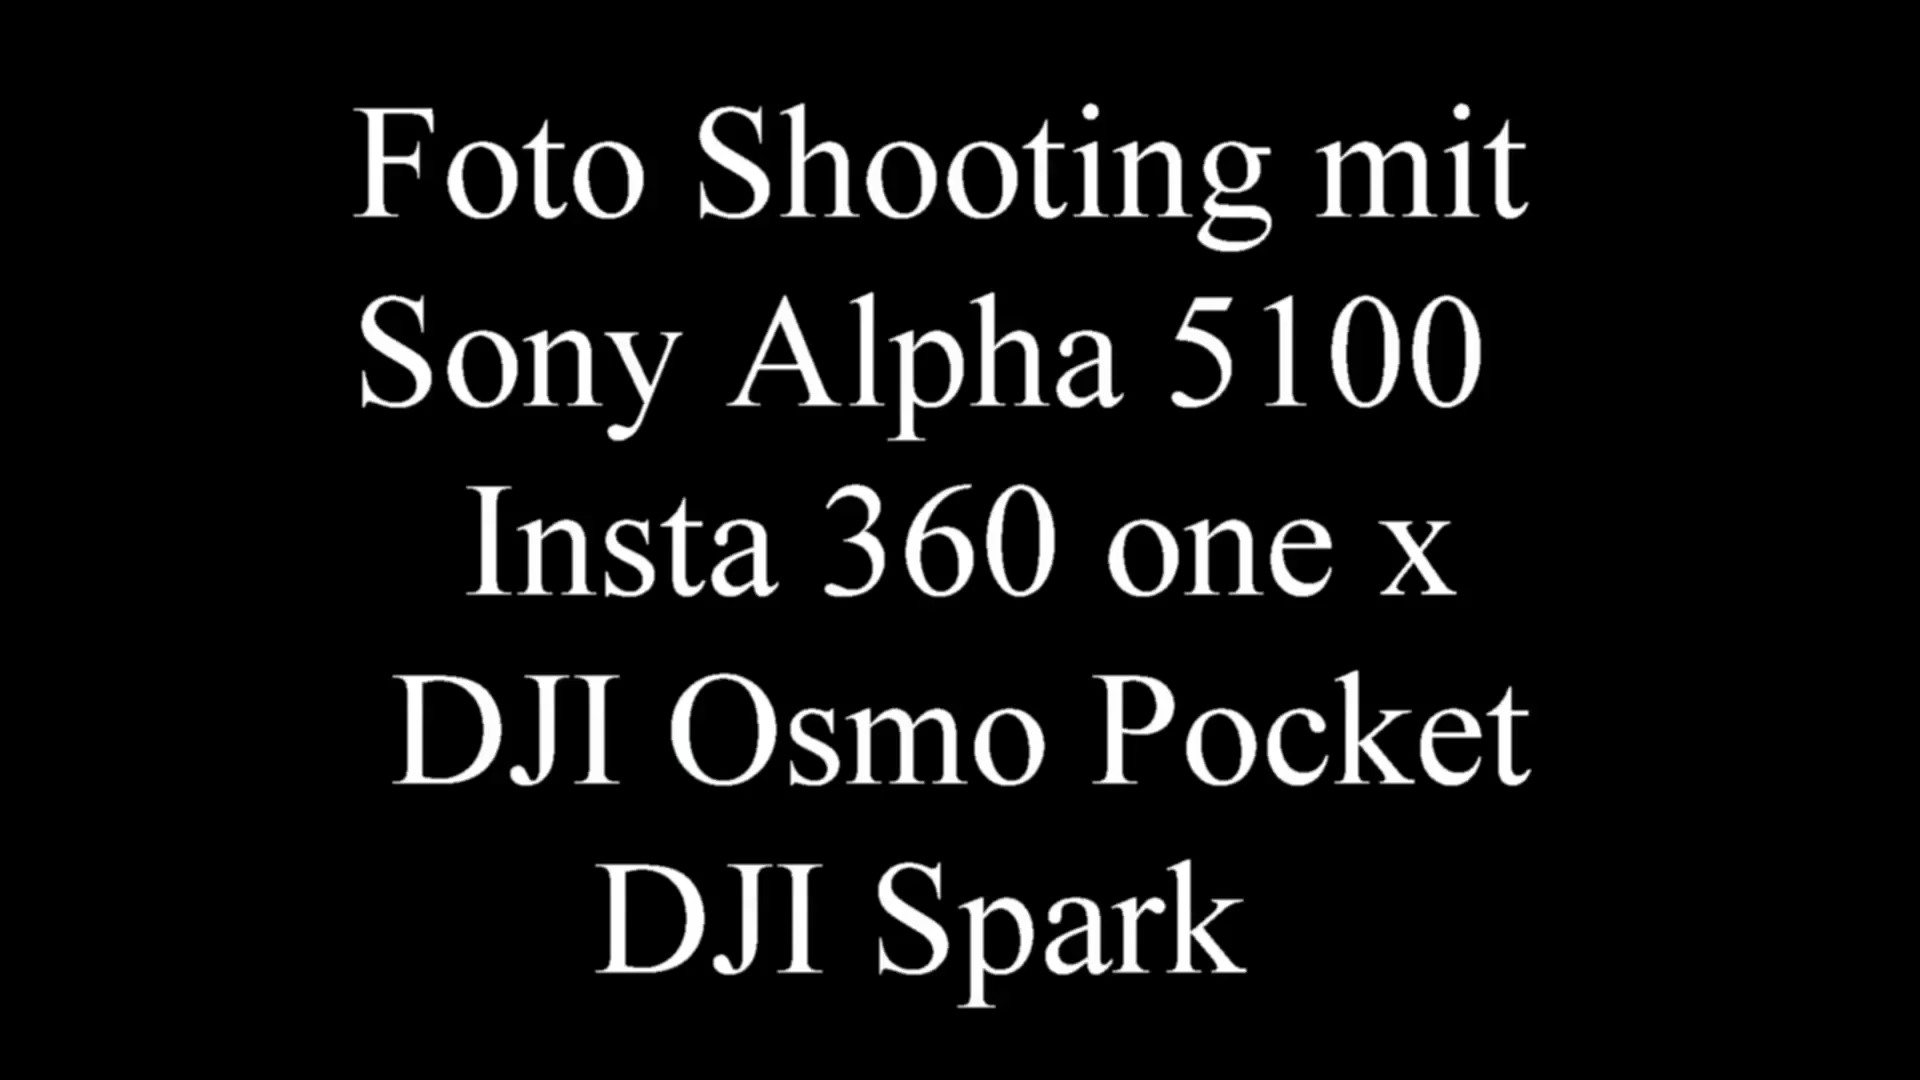 Foto Shooting mit
Sony Alpha 5100
Insta 360 one x
DJI Osmo Pocket
DJI Spark